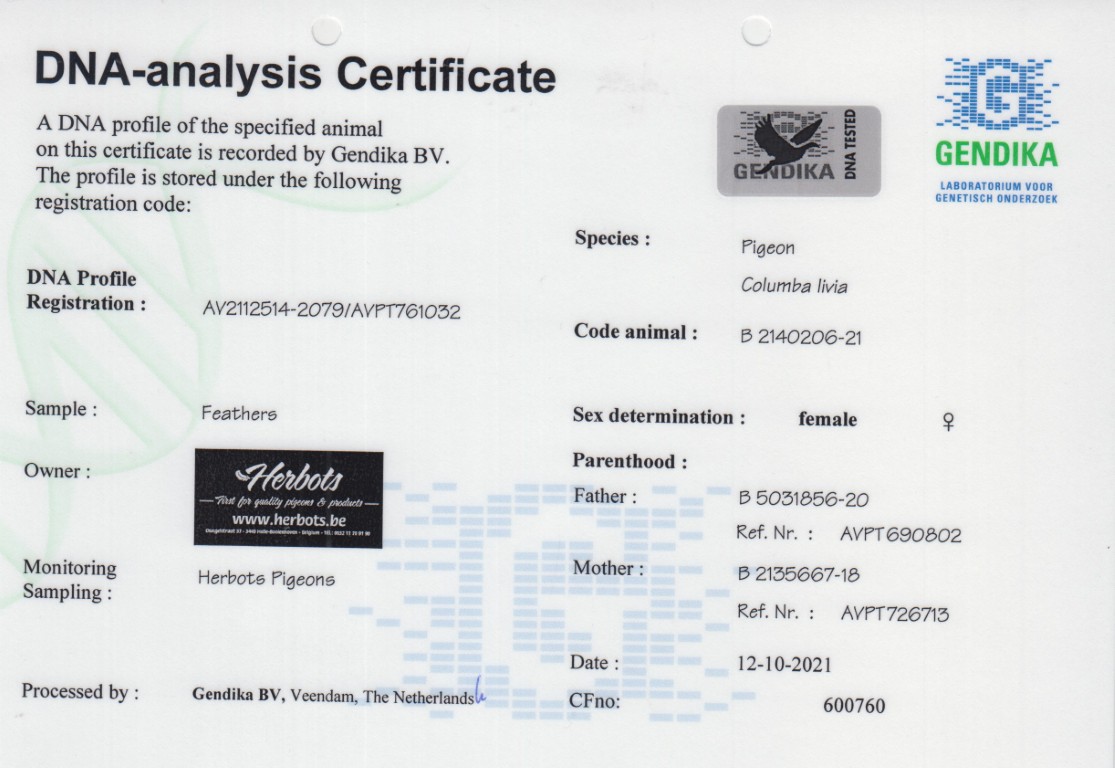 DNA-analysis Certificate
A DNA profile of the specified animal
on this certificate is recorded by Gendika BV.
The profile is stored under the following
registration code:
GENDIKA
DNA TESTED
GENDIKA
LABORATORIUM VOOR
GENETISCH ONDERZOEK
Species : Pigeon
Columba livia
DNA Profile
Registration : AV2112514-2079/AVPT761032
Code animal : B 2140206-21
Sample : Feathers
Sex determination : female ♀
Owner :
Herbots
First for quality pigeons & products
www.herbots.be
Parenthood :
Father : B 5031856-20
Ref. Nr. : AVPT690802
Monitoring
Sampling : Herbots Pigeons
Mother : B 2135667-18
Ref. Nr. : AVPT726713
Date : 12-10-2021
Processed by : Gendika BV, Veendam, The Netherlands
CFno: 600760